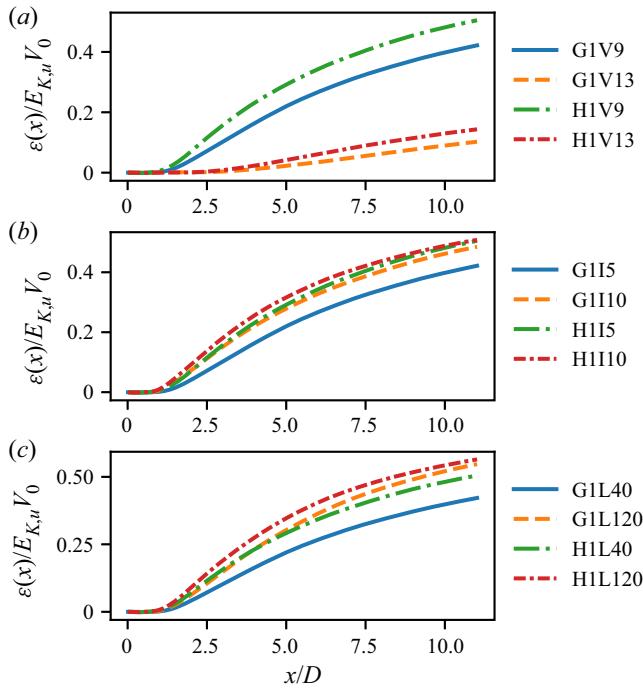 (a)
ε(x)/E_{K,u}V_0
0.4
0.2
0
0 2.5 5.0 7.5 10.0
G1V9
G1V13
H1V9
H1V13
(b)
ε(x)/E_{K,u}V_0
0.4
0.2
0
0 2.5 5.0 7.5 10.0
G1I5
G1I10
H1I5
H1I10
(c)
ε(x)/E_{K,u}V_0
0.50
0.25
0
0 2.5 5.0 7.5 10.0
x/D
G1L40
G1L120
H1L40
H1L120